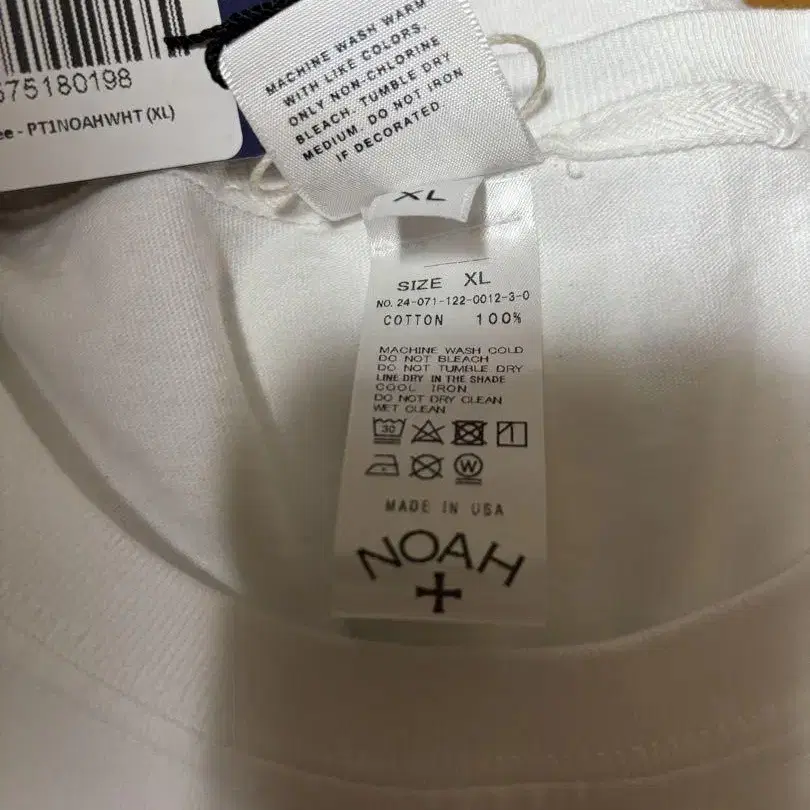 675180198
ee - PT1NOAHWHT (XL)
MACHINE WASH WARM
WITH LIKE COLORS
ONLY NON-CHLORINE
BLEACH, TUMBLE DRY
MEDIUM. DO NOT IRON
IF DECORATED
XL
SIZE XL
NO. 24-071-122-0012-3-0
COTTON 100%
MACHINE WASH COLD
DO NOT BLEACH
DO NOT TUMBLE DRY
LINE DRY IN THE SHADE
COOL IRON
DO NOT DRY CLEAN
WET CLEAN
30
W
MADE IN USA
NOAH